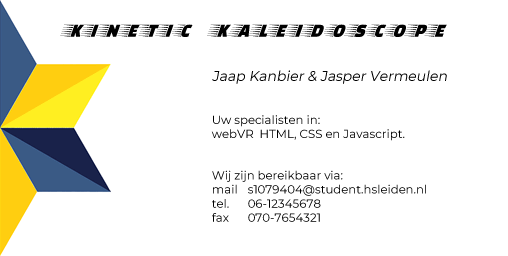 KINETIC KALEIDOSCOPE
Jaap Kanbier & Jasper Vermeulen
Uw specialisten in:
webVR HTML, CSS en Javascript.
Wij zijn bereikbaar via:
mail s1079404@student.hsleiden.nl
tel. 06-12345678
fax 070-7654321